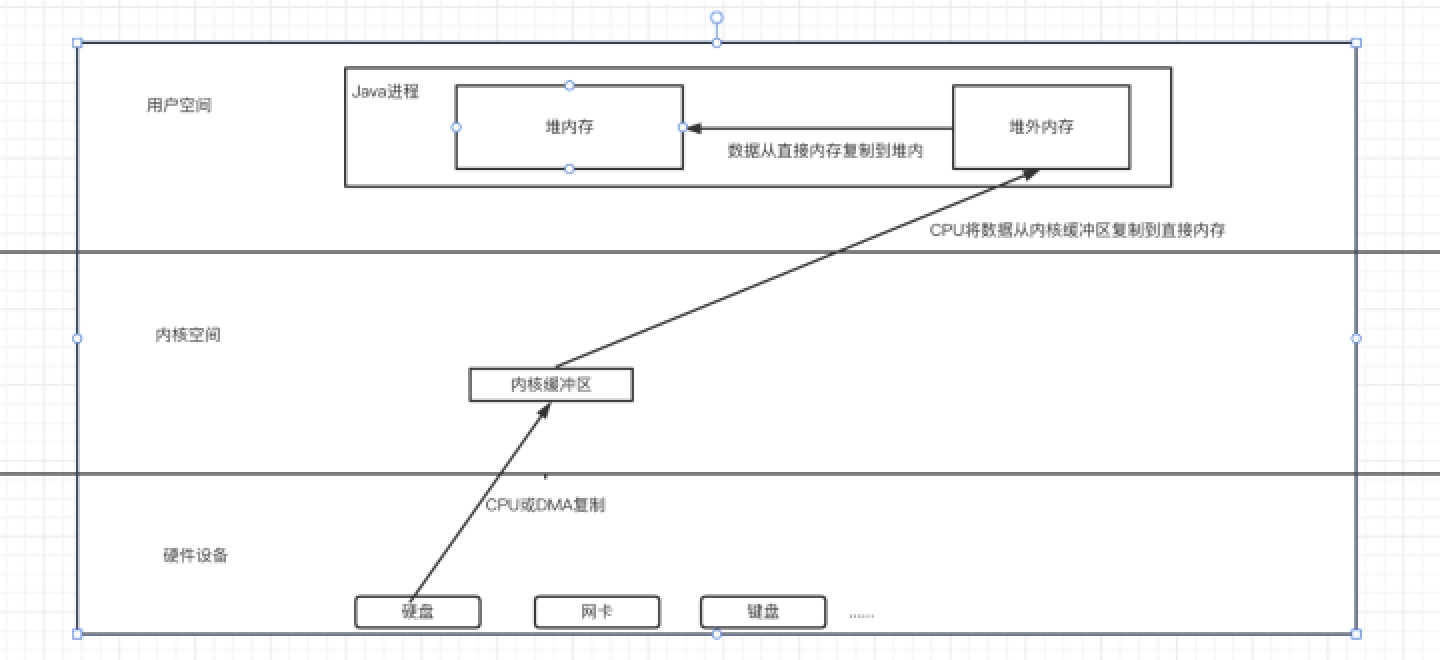 Java进程
用户空间
堆内存
堆外内存
数据从直接内存复制到堆内
CPU将数据从内核缓冲区复制到直接内存
内核空间
内核缓冲区
CPU或DMA复制
硬件设备
硬盘
网卡
键盘
......